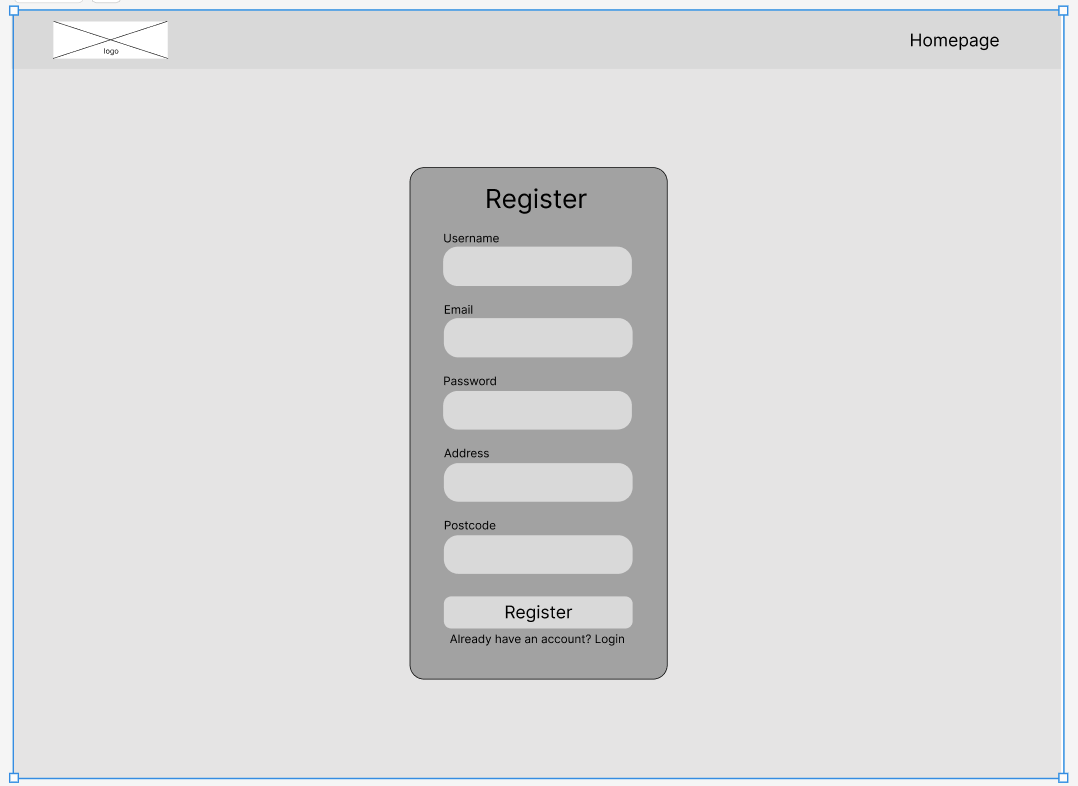 logo
Homepage
Register
Username
Email
Password
Address
Postcode
Register
Already have an account? Login